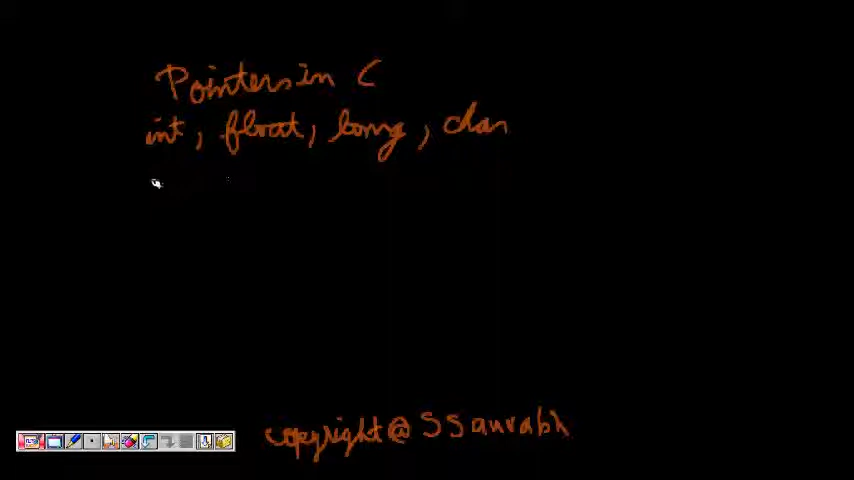 Pointers in C
int, float, long, char
copyright@SSaurabh